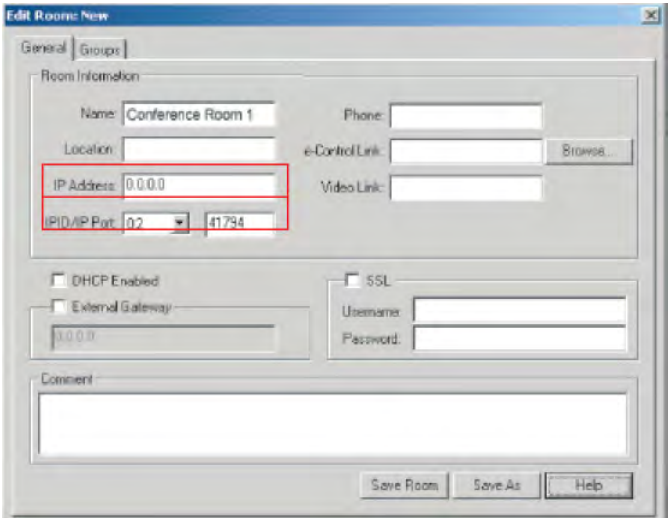 Edit Room: New
General Groups
Room Information
Name: Conference Room 1
Phone:
Location:
e-Control Link:
Browse...
IP Address: 0.0.0.0
Video Link:
IPID/IP Port: 02 41794
DHCP Enabled
SSL
External Gateway
Username:
0.0.0.0
Password:
Comment
Save Room Save As Help